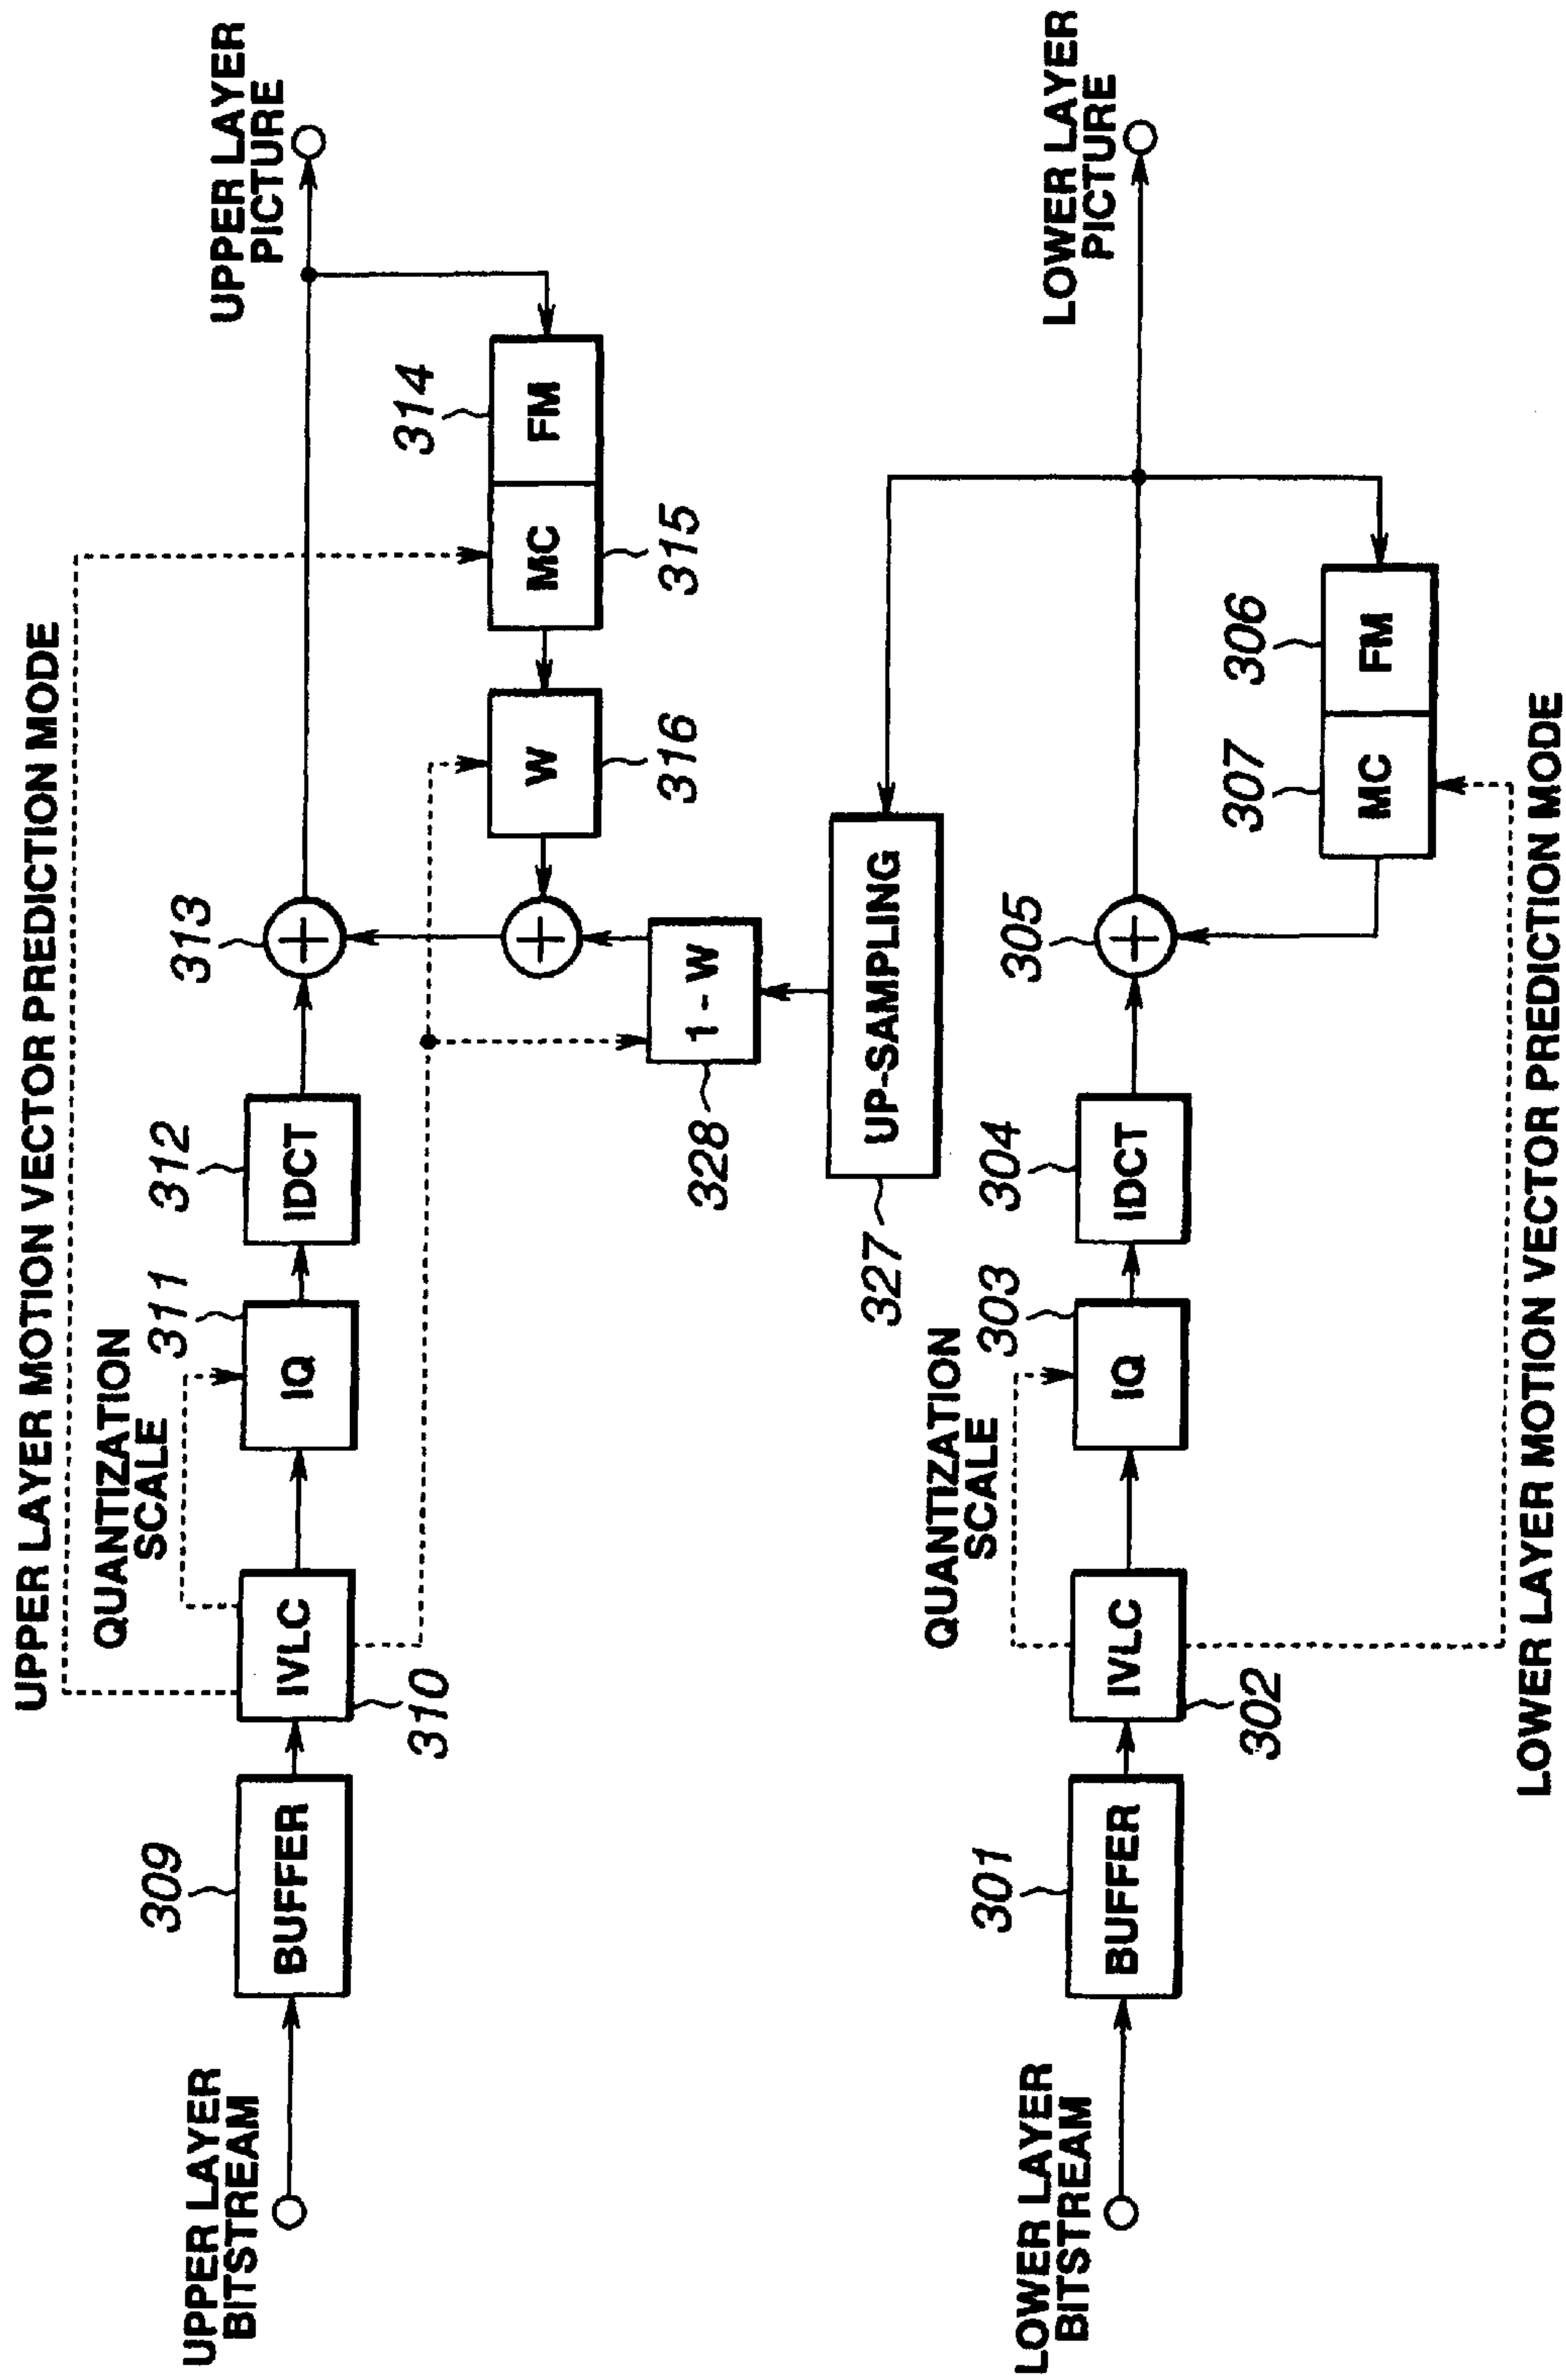 UPPER LAYER MOTION VECTOR PREDICTION MODE
UPPER LAYER
BITSTREAM
309
BUFFER
310
IVLC
QUANTIZATION
SCALE
311
IQ
312
IDCT
313
UPPER LAYER
PICTURE
314
FM
MC
315
W
316
1 - W
328
UP-SAMPLING
327
LOWER LAYER
BITSTREAM
301
BUFFER
302
IVLC
QUANTIZATION
SCALE
303
IQ
304
IDCT
305
LOWER LAYER
PICTURE
306
FM
307
MC
LOWER LAYER MOTION VECTOR PREDICTION MODE